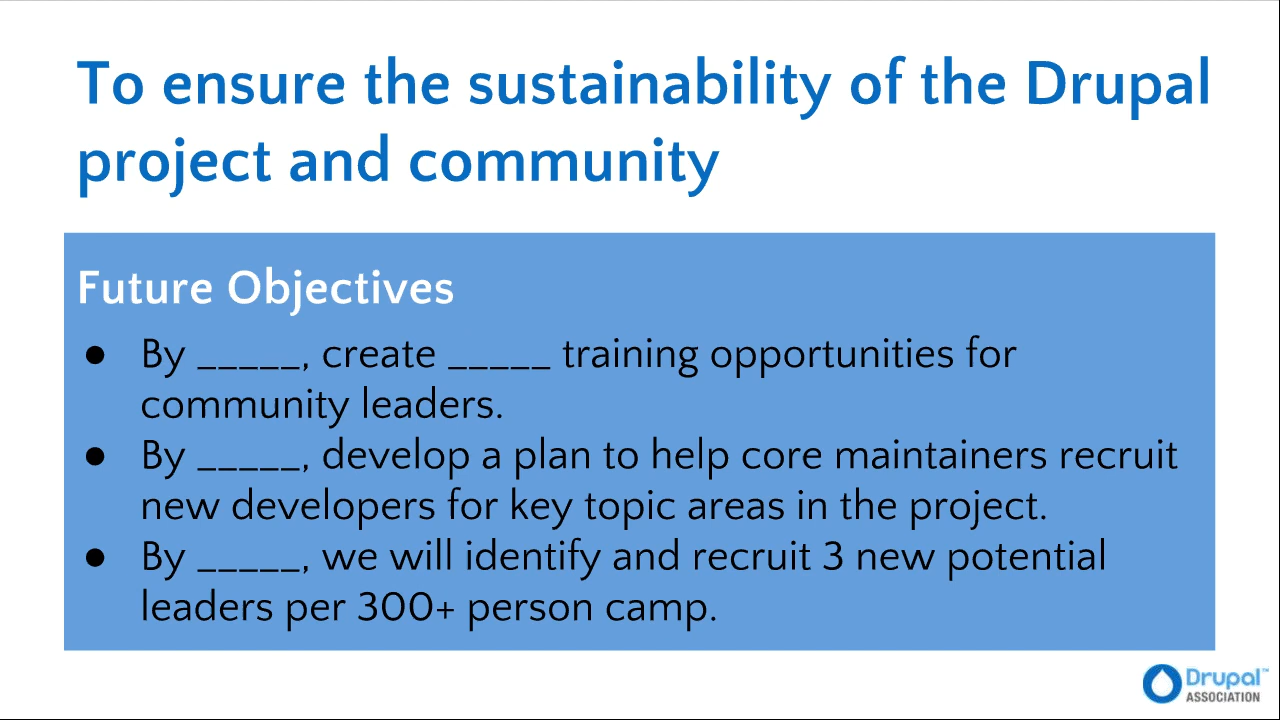 To ensure the sustainability of the Drupal
project and community
Future Objectives
● By _____, create _____ training opportunities for
community leaders.
● By _____, develop a plan to help core maintainers recruit
new developers for key topic areas in the project.
● By _____, we will identify and recruit 3 new potential
leaders per 300+ person camp.
Drupal™
ASSOCIATION